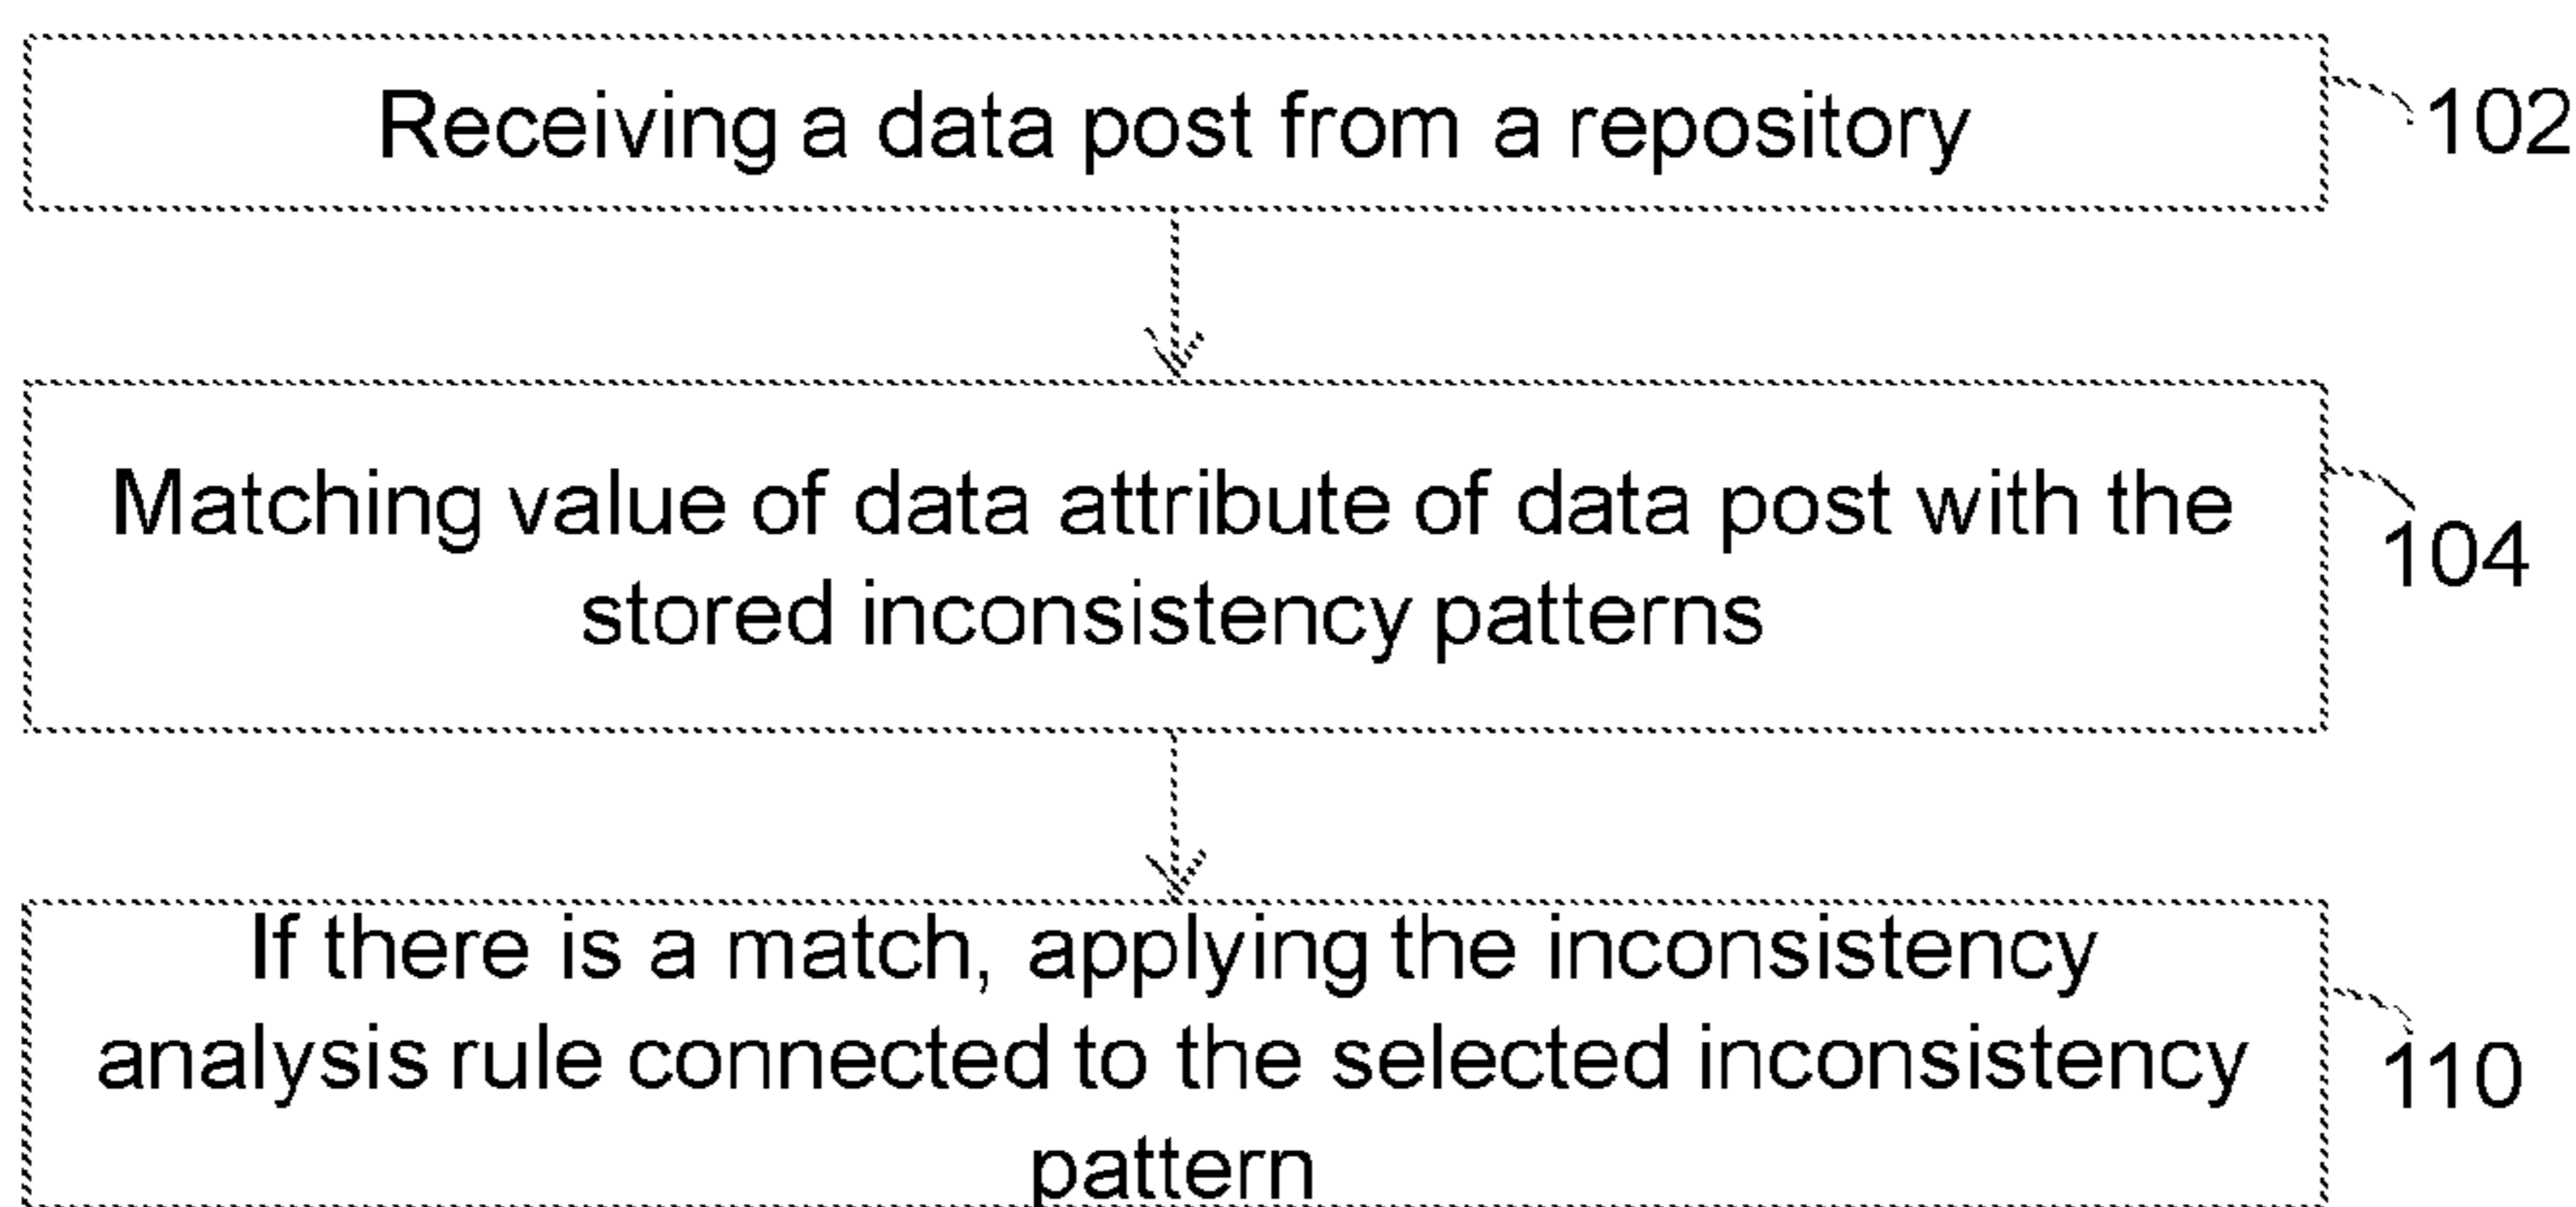 Receiving a data post from a repository
102
Matching value of data attribute of data post with the
stored inconsistency patterns
104
If there is a match, applying the inconsistency
analysis rule connected to the selected inconsistency
pattern
110